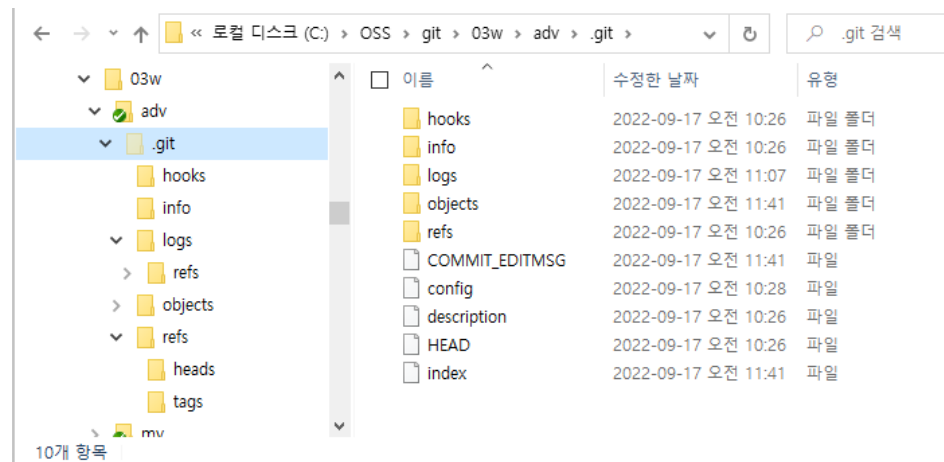 « 로컬 디스크 (C:) › OSS › git › 03w › adv › .git ›
.git 검색
03w
adv
.git
hooks
info
logs
refs
objects
refs
heads
tags
my
이름 수정한 날짜 유형
hooks 2022-09-17 오전 10:26 파일 폴더
info 2022-09-17 오전 10:26 파일 폴더
logs 2022-09-17 오전 11:07 파일 폴더
objects 2022-09-17 오전 11:41 파일 폴더
refs 2022-09-17 오전 10:26 파일 폴더
COMMIT_EDITMSG 2022-09-17 오전 11:41 파일
config 2022-09-17 오전 10:28 파일
description 2022-09-17 오전 10:26 파일
HEAD 2022-09-17 오전 10:26 파일
index 2022-09-17 오전 11:41 파일
10개 항목